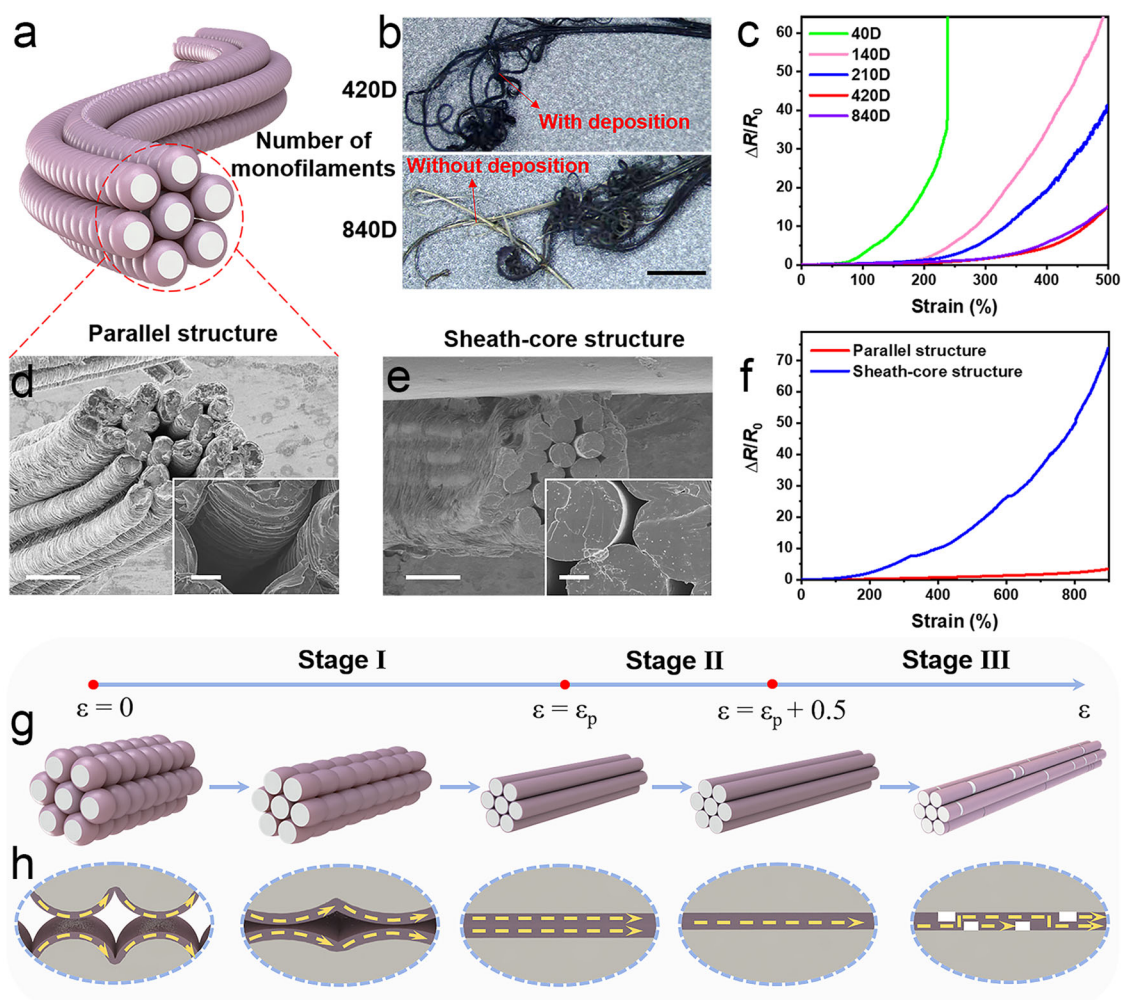 a
Number of
monofilaments
b
420D
With deposition
Without deposition
840D
c
60
50
40
30
20
10
0
ΔR/R0
40D
140D
210D
420D
840D
0
100
200
300
400
500
Strain (%)
Parallel structure
d
Sheath-core structure
e
f
70
60
50
40
30
20
10
0
ΔR/R0
Parallel structure
Sheath-core structure
200
400
600
800
Strain (%)
Stage I
Stage II
Stage III
ε = 0
ε = εp
ε = εp + 0.5
ε
g
h